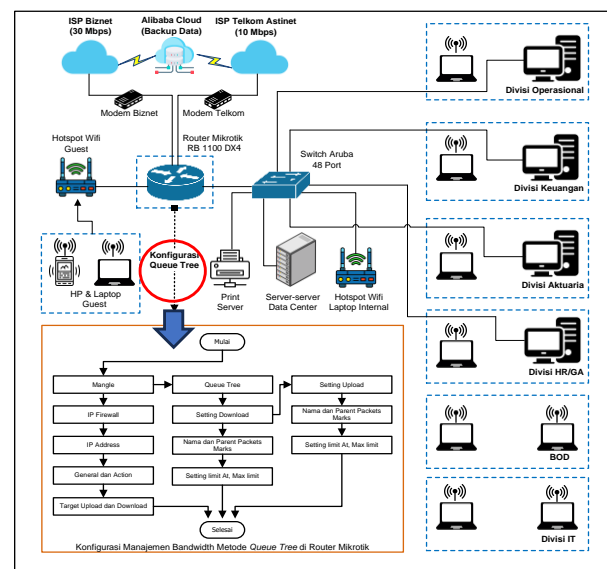 ISP Biznet
(30 Mbps)
Alibaba Cloud
(Backup Data)
ISP Telkom Astinet
(10 Mbps)
Modem Biznet
Modem Telkom
Hotspot Wifi
Guest
Router Mikrotik
RB 1100 DX4
Switch Aruba
48 Port
Konfigurasi
Queue Tree
HP & Laptop
Guest
Print
Server
Server-server
Data Center
Hotspot Wifi
Laptop Internal
Divisi Operasional
Divisi Keuangan
Divisi Aktuaria
Divisi HR/GA
BOD
Divisi IT
Mulai
Mangle
Queue Tree
Setting Upload
IP Firewall
Setting Download
Nama dan Parent Packets
Marks
IP Address
Nama dan Parent Packets
Marks
Setting limit At, Max limit
General dan Action
Setting limit At, Max limit
Target Upload dan Download
Selesai
Konfigurasi Manajemen Bandwidth Metode Queue Tree di Router Mikrotik